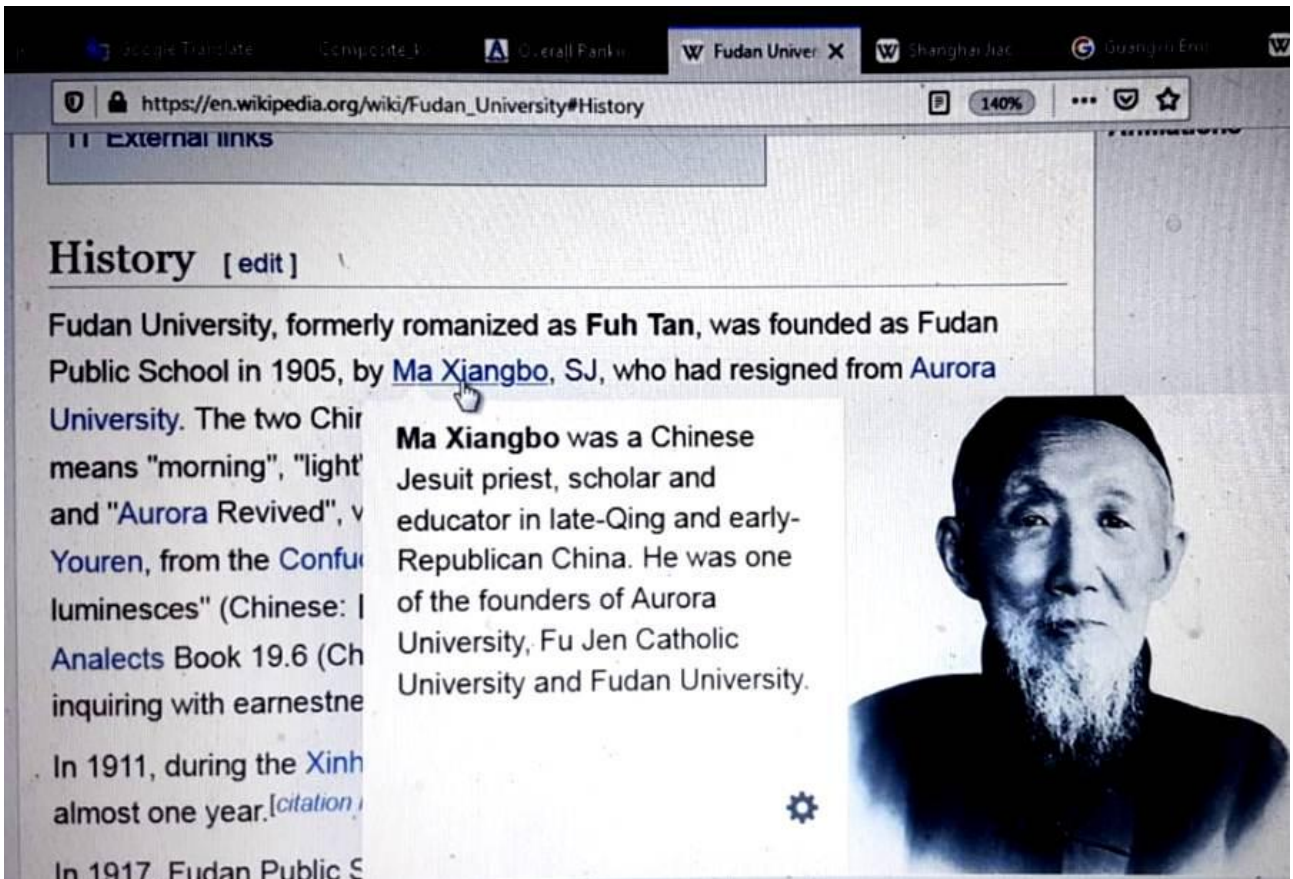 Google Translate
Overall Rankin
Fudan Univer
Shanghai Jiao
https://en.wikipedia.org/wiki/Fudan_University#History
140%
11 External links
History [ edit ]
Fudan University, formerly romanized as Fuh Tan, was founded as Fudan
Public School in 1905, by Ma Xiangbo, SJ, who had resigned from Aurora
University. The two Chin
means "morning", "light"
and "Aurora Revived", v
Youren, from the Confu
luminesces" (Chinese:
Analects Book 19.6 (Ch
inquiring with earnestne
In 1911, during the Xinh
almost one year.[citation
In 1917, Fudan Public S
Ma Xiangbo was a Chinese
Jesuit priest, scholar and
educator in late-Qing and early-
Republican China. He was one
of the founders of Aurora
University, Fu Jen Catholic
University and Fudan University.